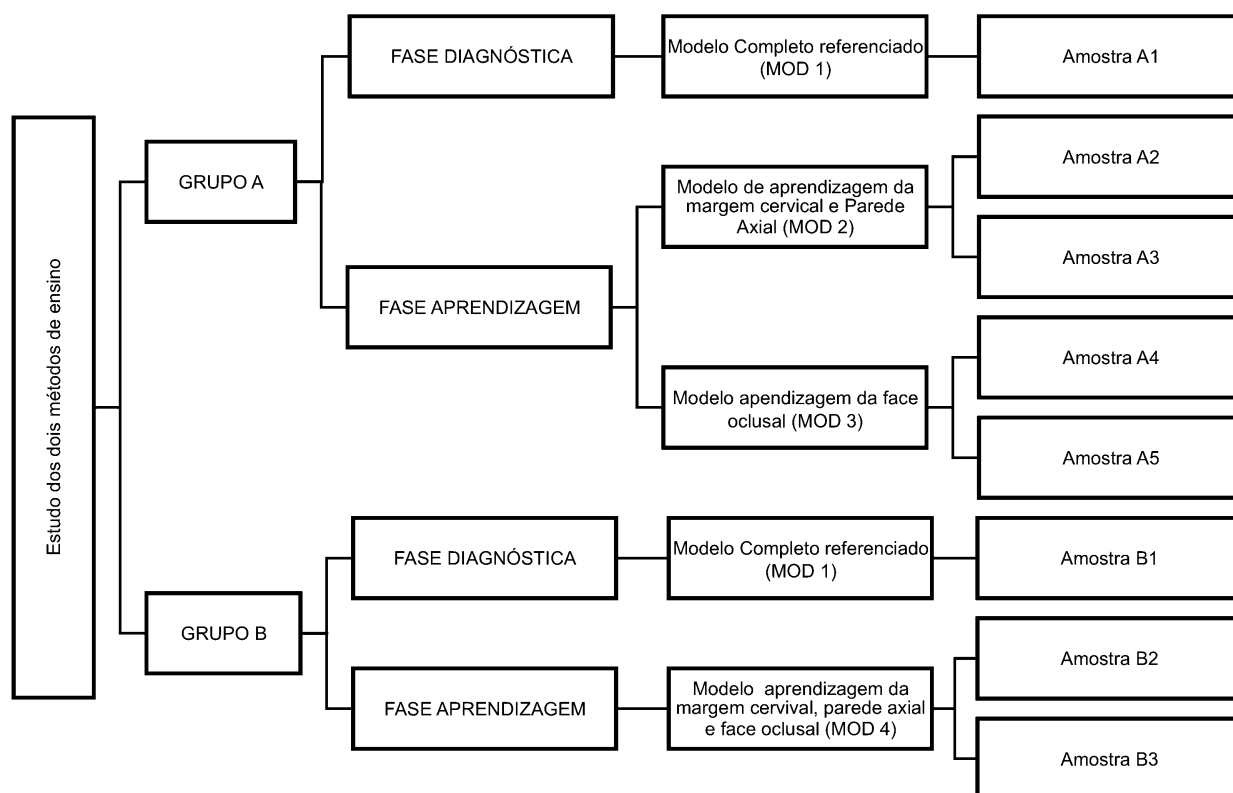 Estudo dos dois métodos de ensino
GRUPO A
FASE DIAGNÓSTICA
Modelo Completo referenciado
(MOD 1)
Amostra A1
FASE APRENDIZAGEM
Modelo de aprendizagem da
margem cervical e Parede
Axial (MOD 2)
Amostra A2
Amostra A3
Modelo apendizagem da face
oclusal (MOD 3)
Amostra A4
Amostra A5
GRUPO B
FASE DIAGNÓSTICA
Modelo Completo referenciado
(MOD 1)
Amostra B1
FASE APRENDIZAGEM
Modelo aprendizagem da
margem cervival, parede axial
e face oclusal (MOD 4)
Amostra B2
Amostra B3